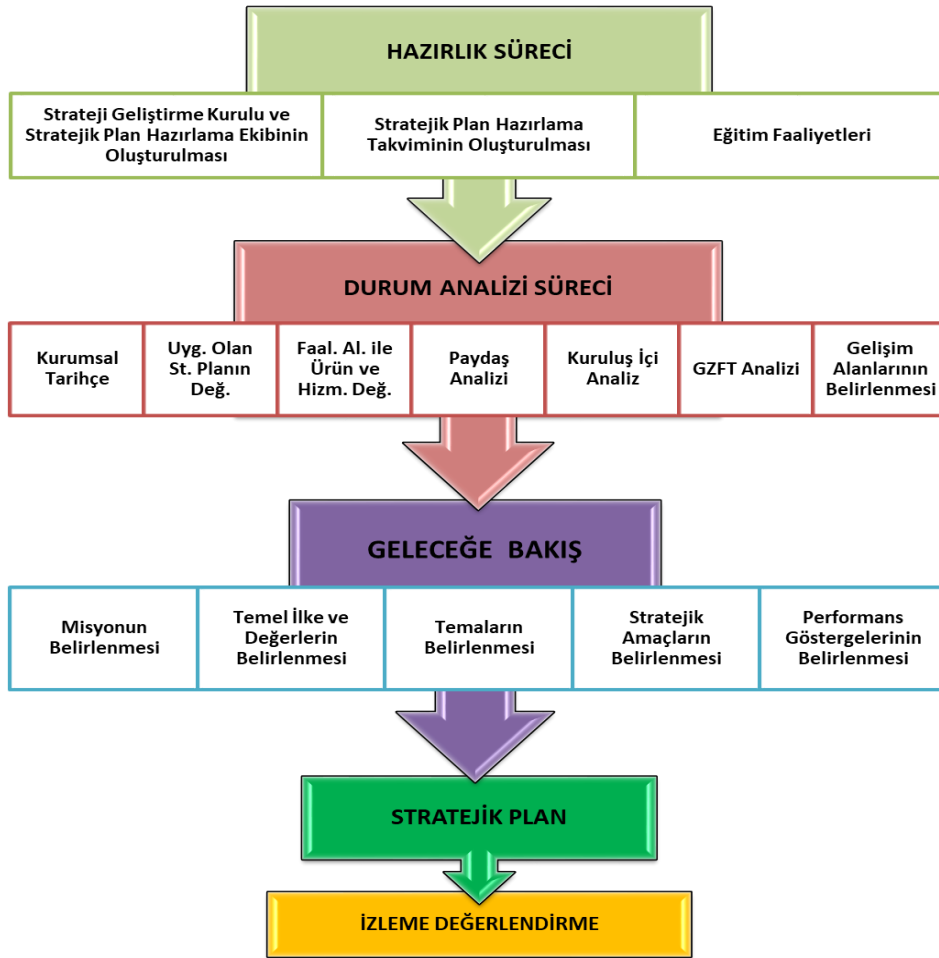 HAZIRLIK SÜRECİ
Strateji Geliştirme Kurulu ve
Stratejik Plan Hazırlama Ekibinin
Oluşturulması
Stratejik Plan Hazırlama
Takviminin Oluşturulması
Eğitim Faaliyetleri
DURUM ANALİZİ SÜRECİ
Kurumsal
Tarihçe
Uyg. Olan
St. Planın
Değ.
Faal. Al. ile
Ürün ve
Hizm. Değ.
Paydaş
Analizi
Kuruluş İçi
Analiz
GZFT Analizi
Gelişim
Alanlarının
Belirlenmesi
GELECEĞE BAKIŞ
Misyonun
Belirlenmesi
Temel İlke ve
Değerlerin
Belirlenmesi
Temaların
Belirlenmesi
Stratejik
Amaçların
Belirlenmesi
Performans
Göstergelerinin
Belirlenmesi
STRATEJİK PLAN
İZLEME DEĞERLENDİRME